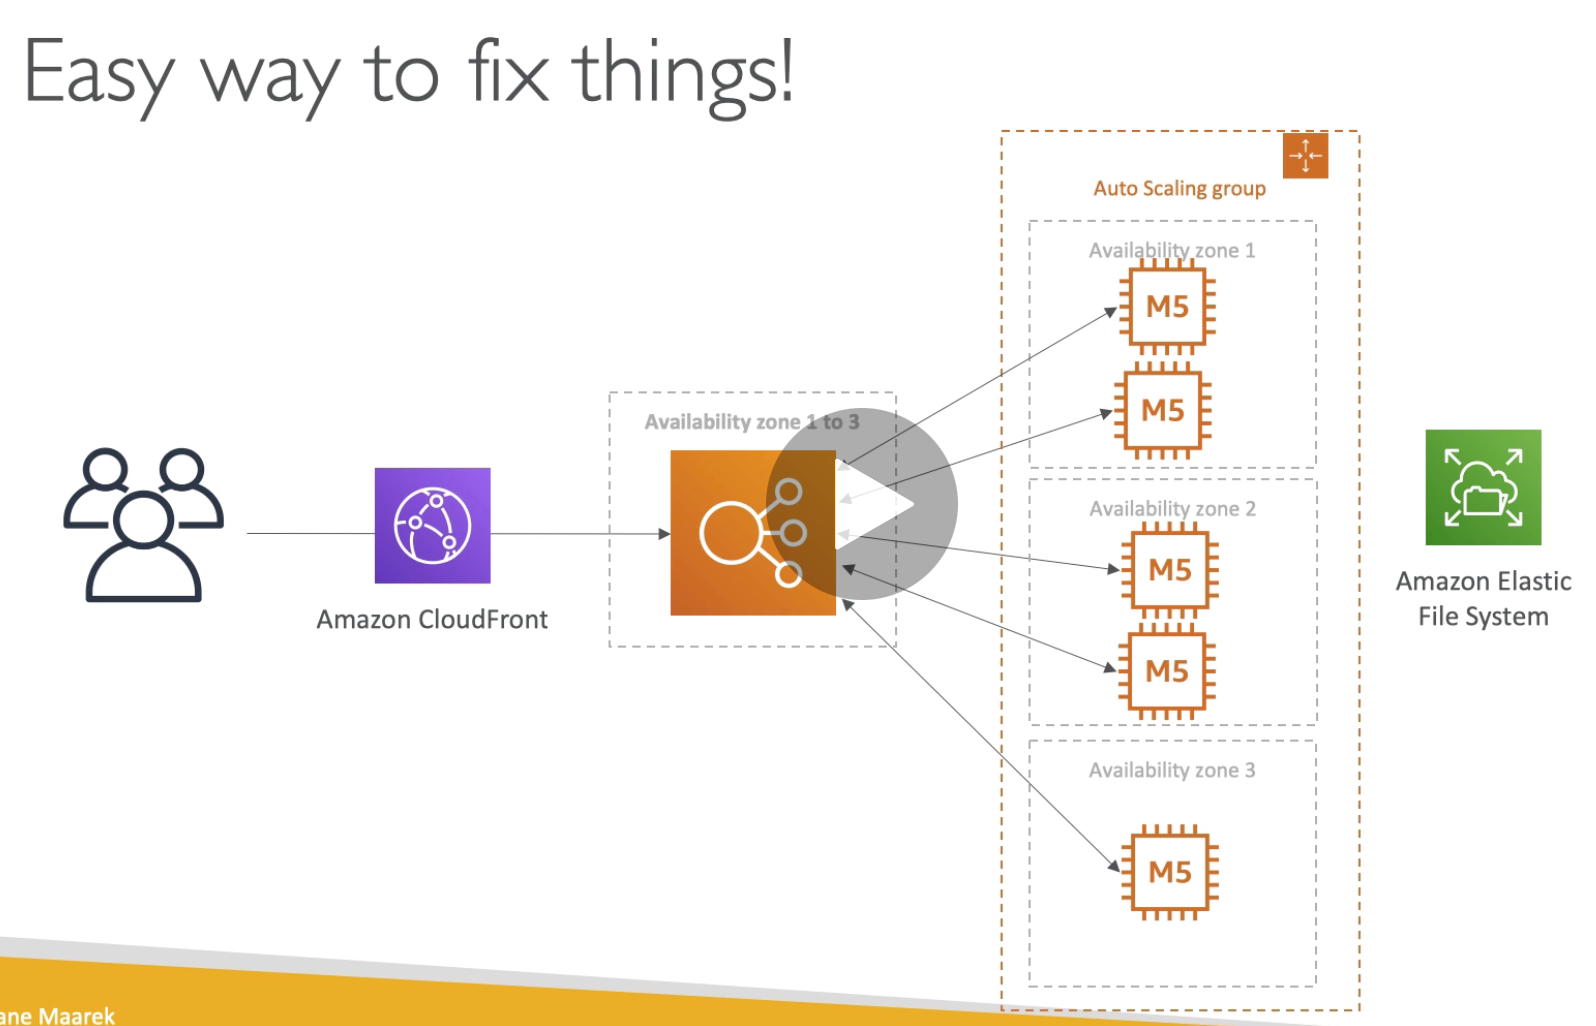 Easy way to fix things!
Auto Scaling group
Availability zone 1
M5
M5
Availability zone 1 to 3
Availability zone 2
M5
M5
Amazon CloudFront
Amazon Elastic
File System
Availability zone 3
M5
ane Maarek